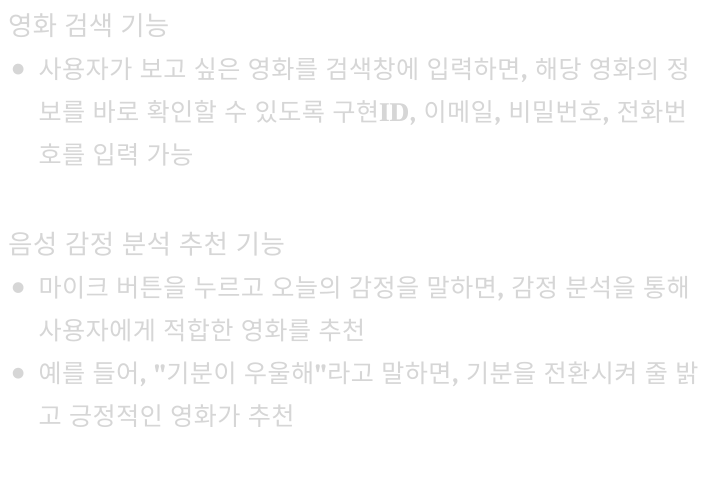 영화 검색 기능
● 사용자가 보고 싶은 영화를 검색창에 입력하면, 해당 영화의 정
보를 바로 확인할 수 있도록 구현ID, 이메일, 비밀번호, 전화번
호를 입력 가능
음성 감정 분석 추천 기능
● 마이크 버튼을 누르고 오늘의 감정을 말하면, 감정 분석을 통해
사용자에게 적합한 영화를 추천
● 예를 들어, "기분이 우울해"라고 말하면, 기분을 전환시켜 줄 밝
고 긍정적인 영화가 추천